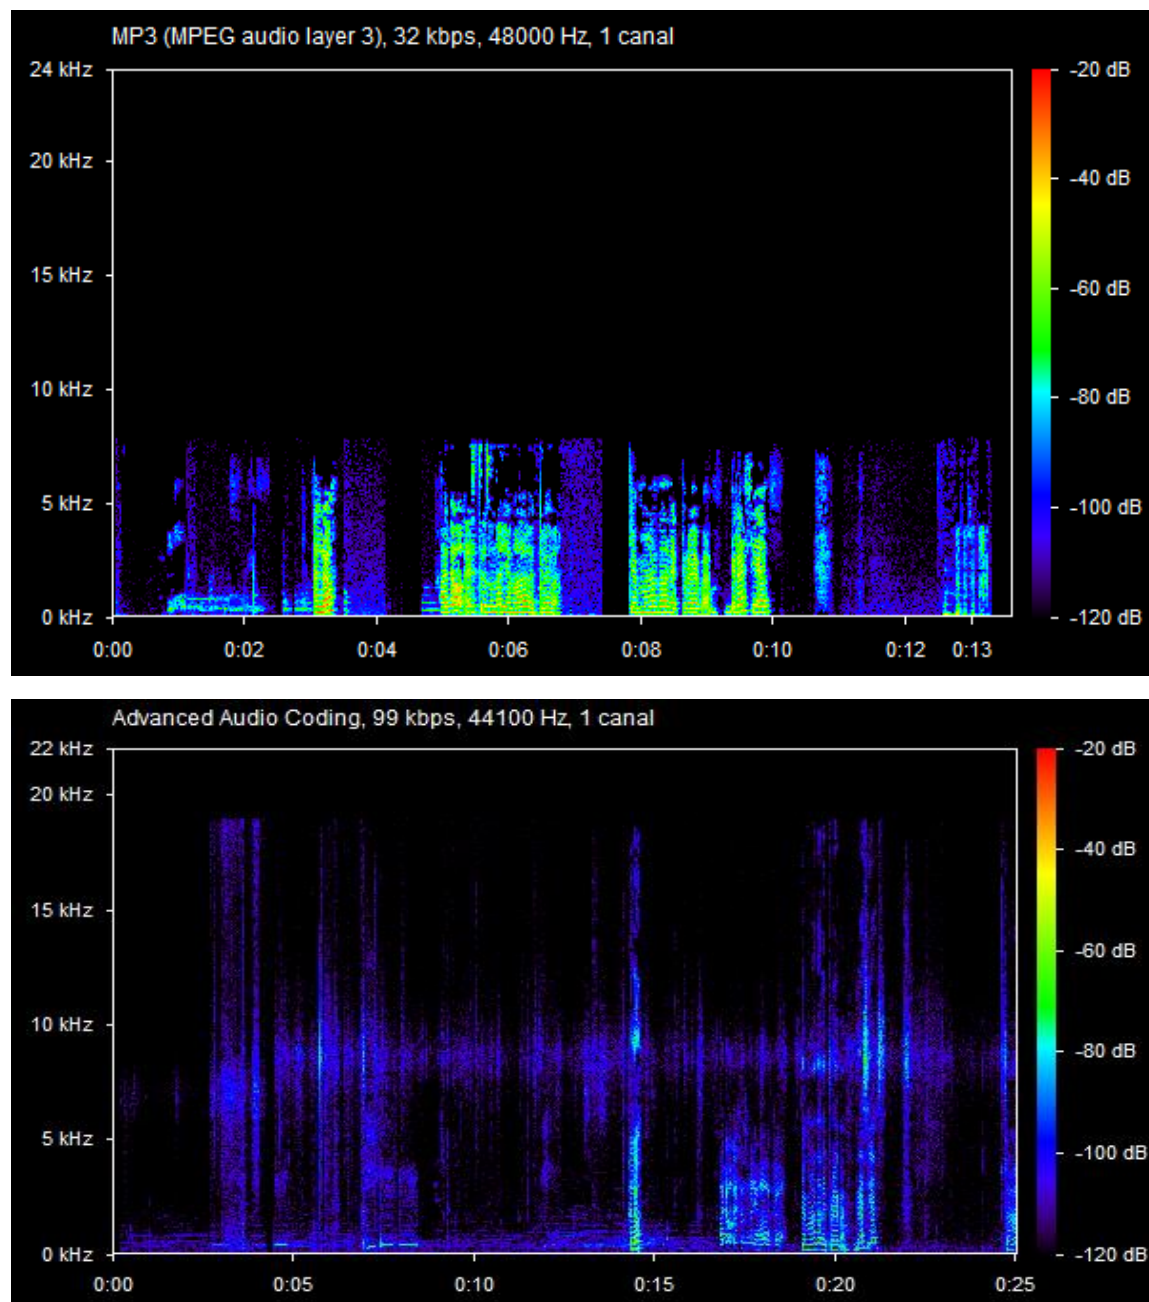 MP3 (MPEG audio layer 3), 32 kbps, 48000 Hz, 1 canal
24 kHz
20 kHz
15 kHz
10 kHz
5 kHz
0 kHz
0:00 0:02 0:04 0:06 0:08 0:10 0:12 0:13
-20 dB
-40 dB
-60 dB
-80 dB
-100 dB
-120 dB
Advanced Audio Coding, 99 kbps, 44100 Hz, 1 canal
22 kHz
20 kHz
15 kHz
10 kHz
5 kHz
0 kHz
0:00 0:05 0:10 0:15 0:20 0:25
-20 dB
-40 dB
-60 dB
-80 dB
-100 dB
-120 dB